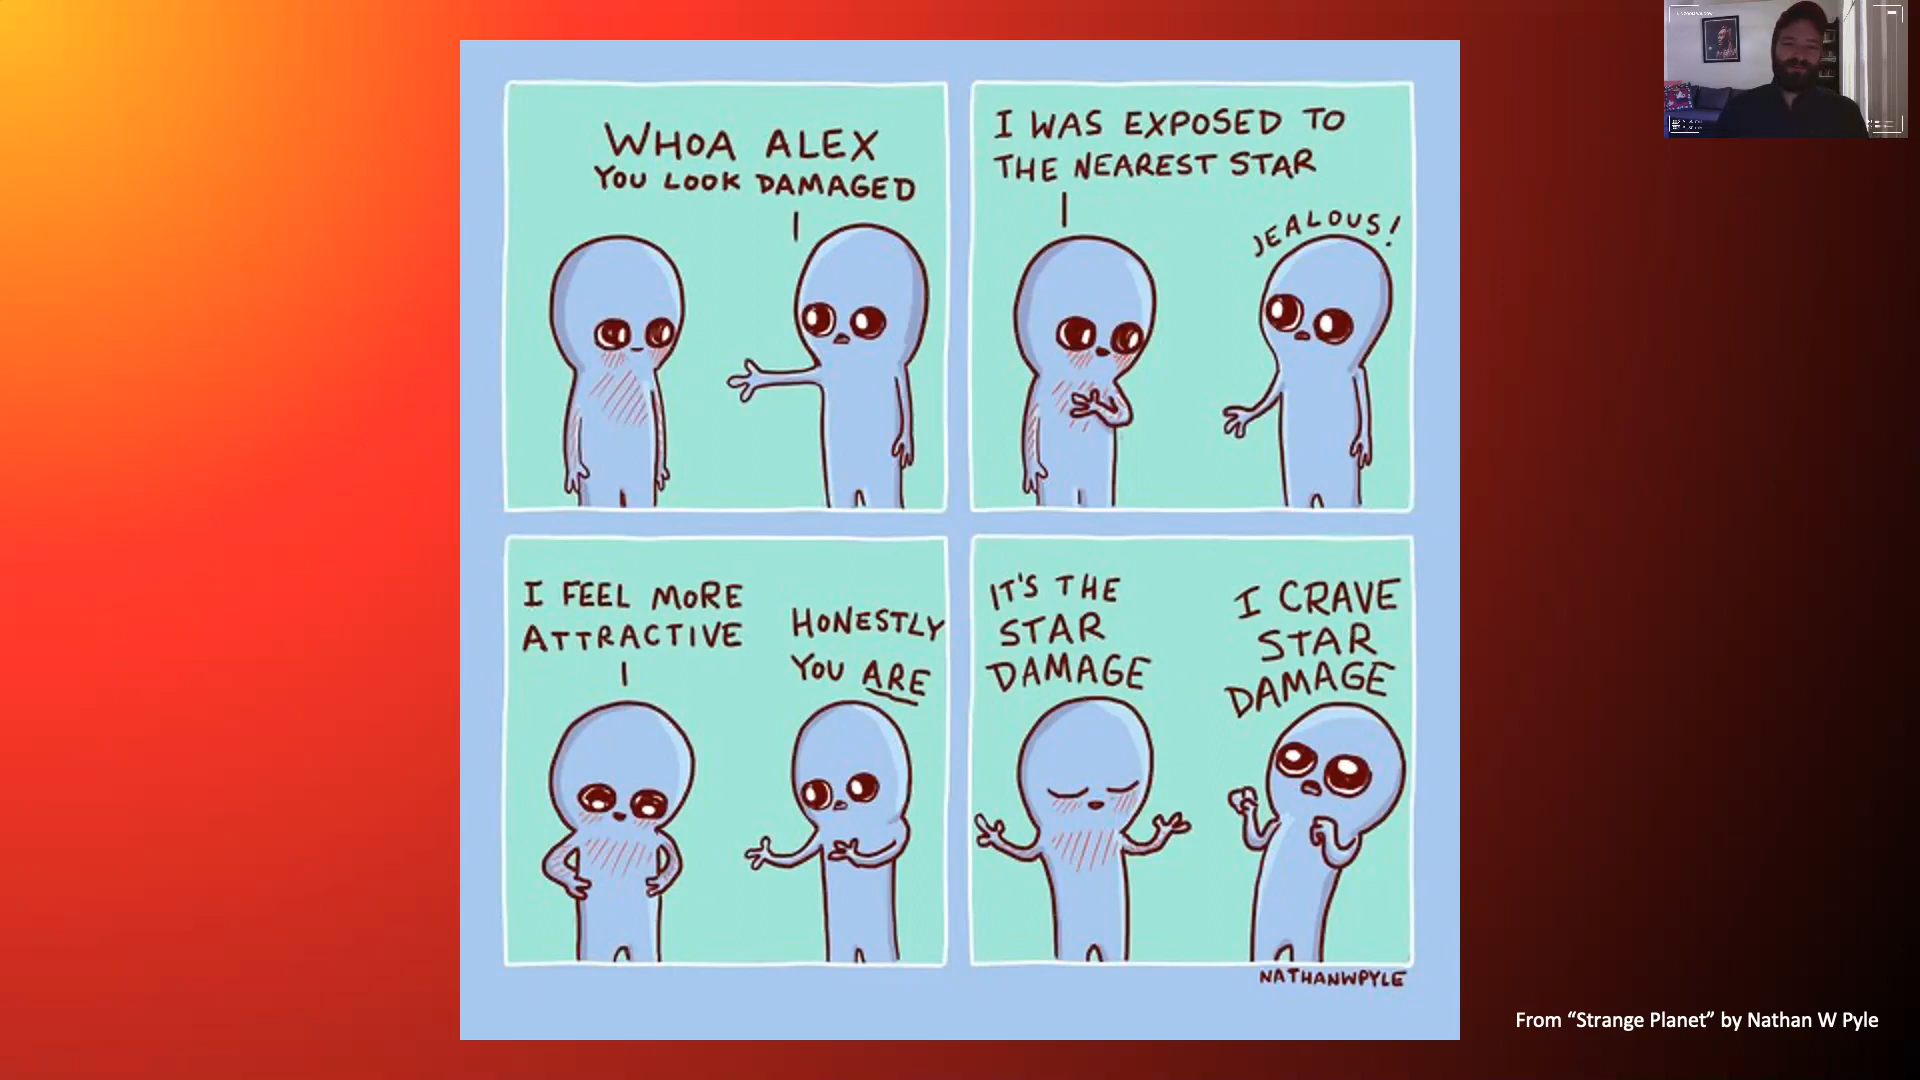 WHOA ALEX
YOU LOOK DAMAGED
I WAS EXPOSED TO
THE NEAREST STAR
JEALOUS!
I FEEL MORE
ATTRACTIVE
HONESTLY
YOU ARE
IT'S THE
STAR
DAMAGE
I CRAVE
STAR
DAMAGE
NATHANWPYLE
From “Strange Planet” by Nathan W Pyle